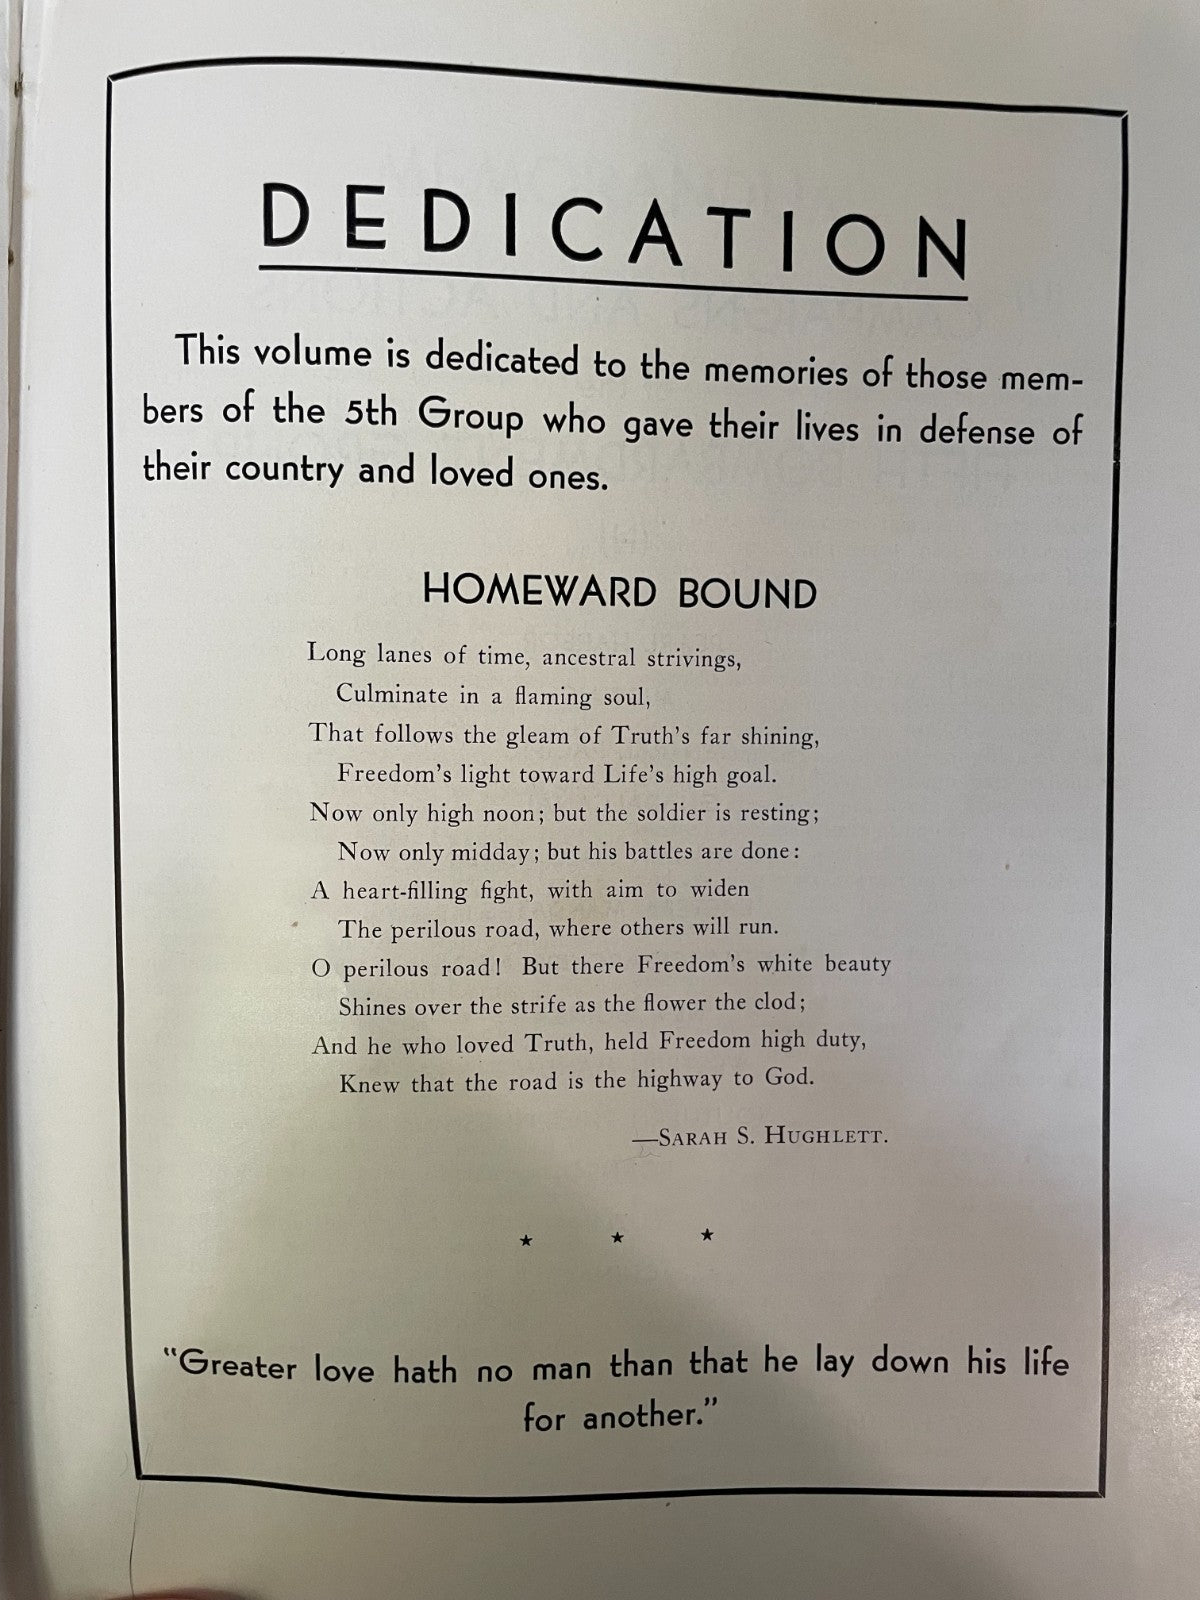 DEDICATION
This volume is dedicated to the memories of those mem-
bers of the 5th Group who gave their lives in defense of
their country and loved ones.
HOMEWARD BOUND
Long lanes of time, ancestral strivings,
Culminate in a flaming soul,
That follows the gleam of Truth's far shining,
Freedom's light toward Life's high goal.
Now only high noon; but the soldier is resting;
Now only midday; but his battles are done:
A heart-filling fight, with aim to widen
The perilous road, where others will run.
O perilous road! But there Freedom's white beauty
Shines over the strife as the flower the clod;
And he who loved Truth, held Freedom high duty,
Knew that the road is the highway to God.
—SARAH S. HUGHLETT.
★ ★ ★
"Greater love hath no man than that he lay down his life
for another."